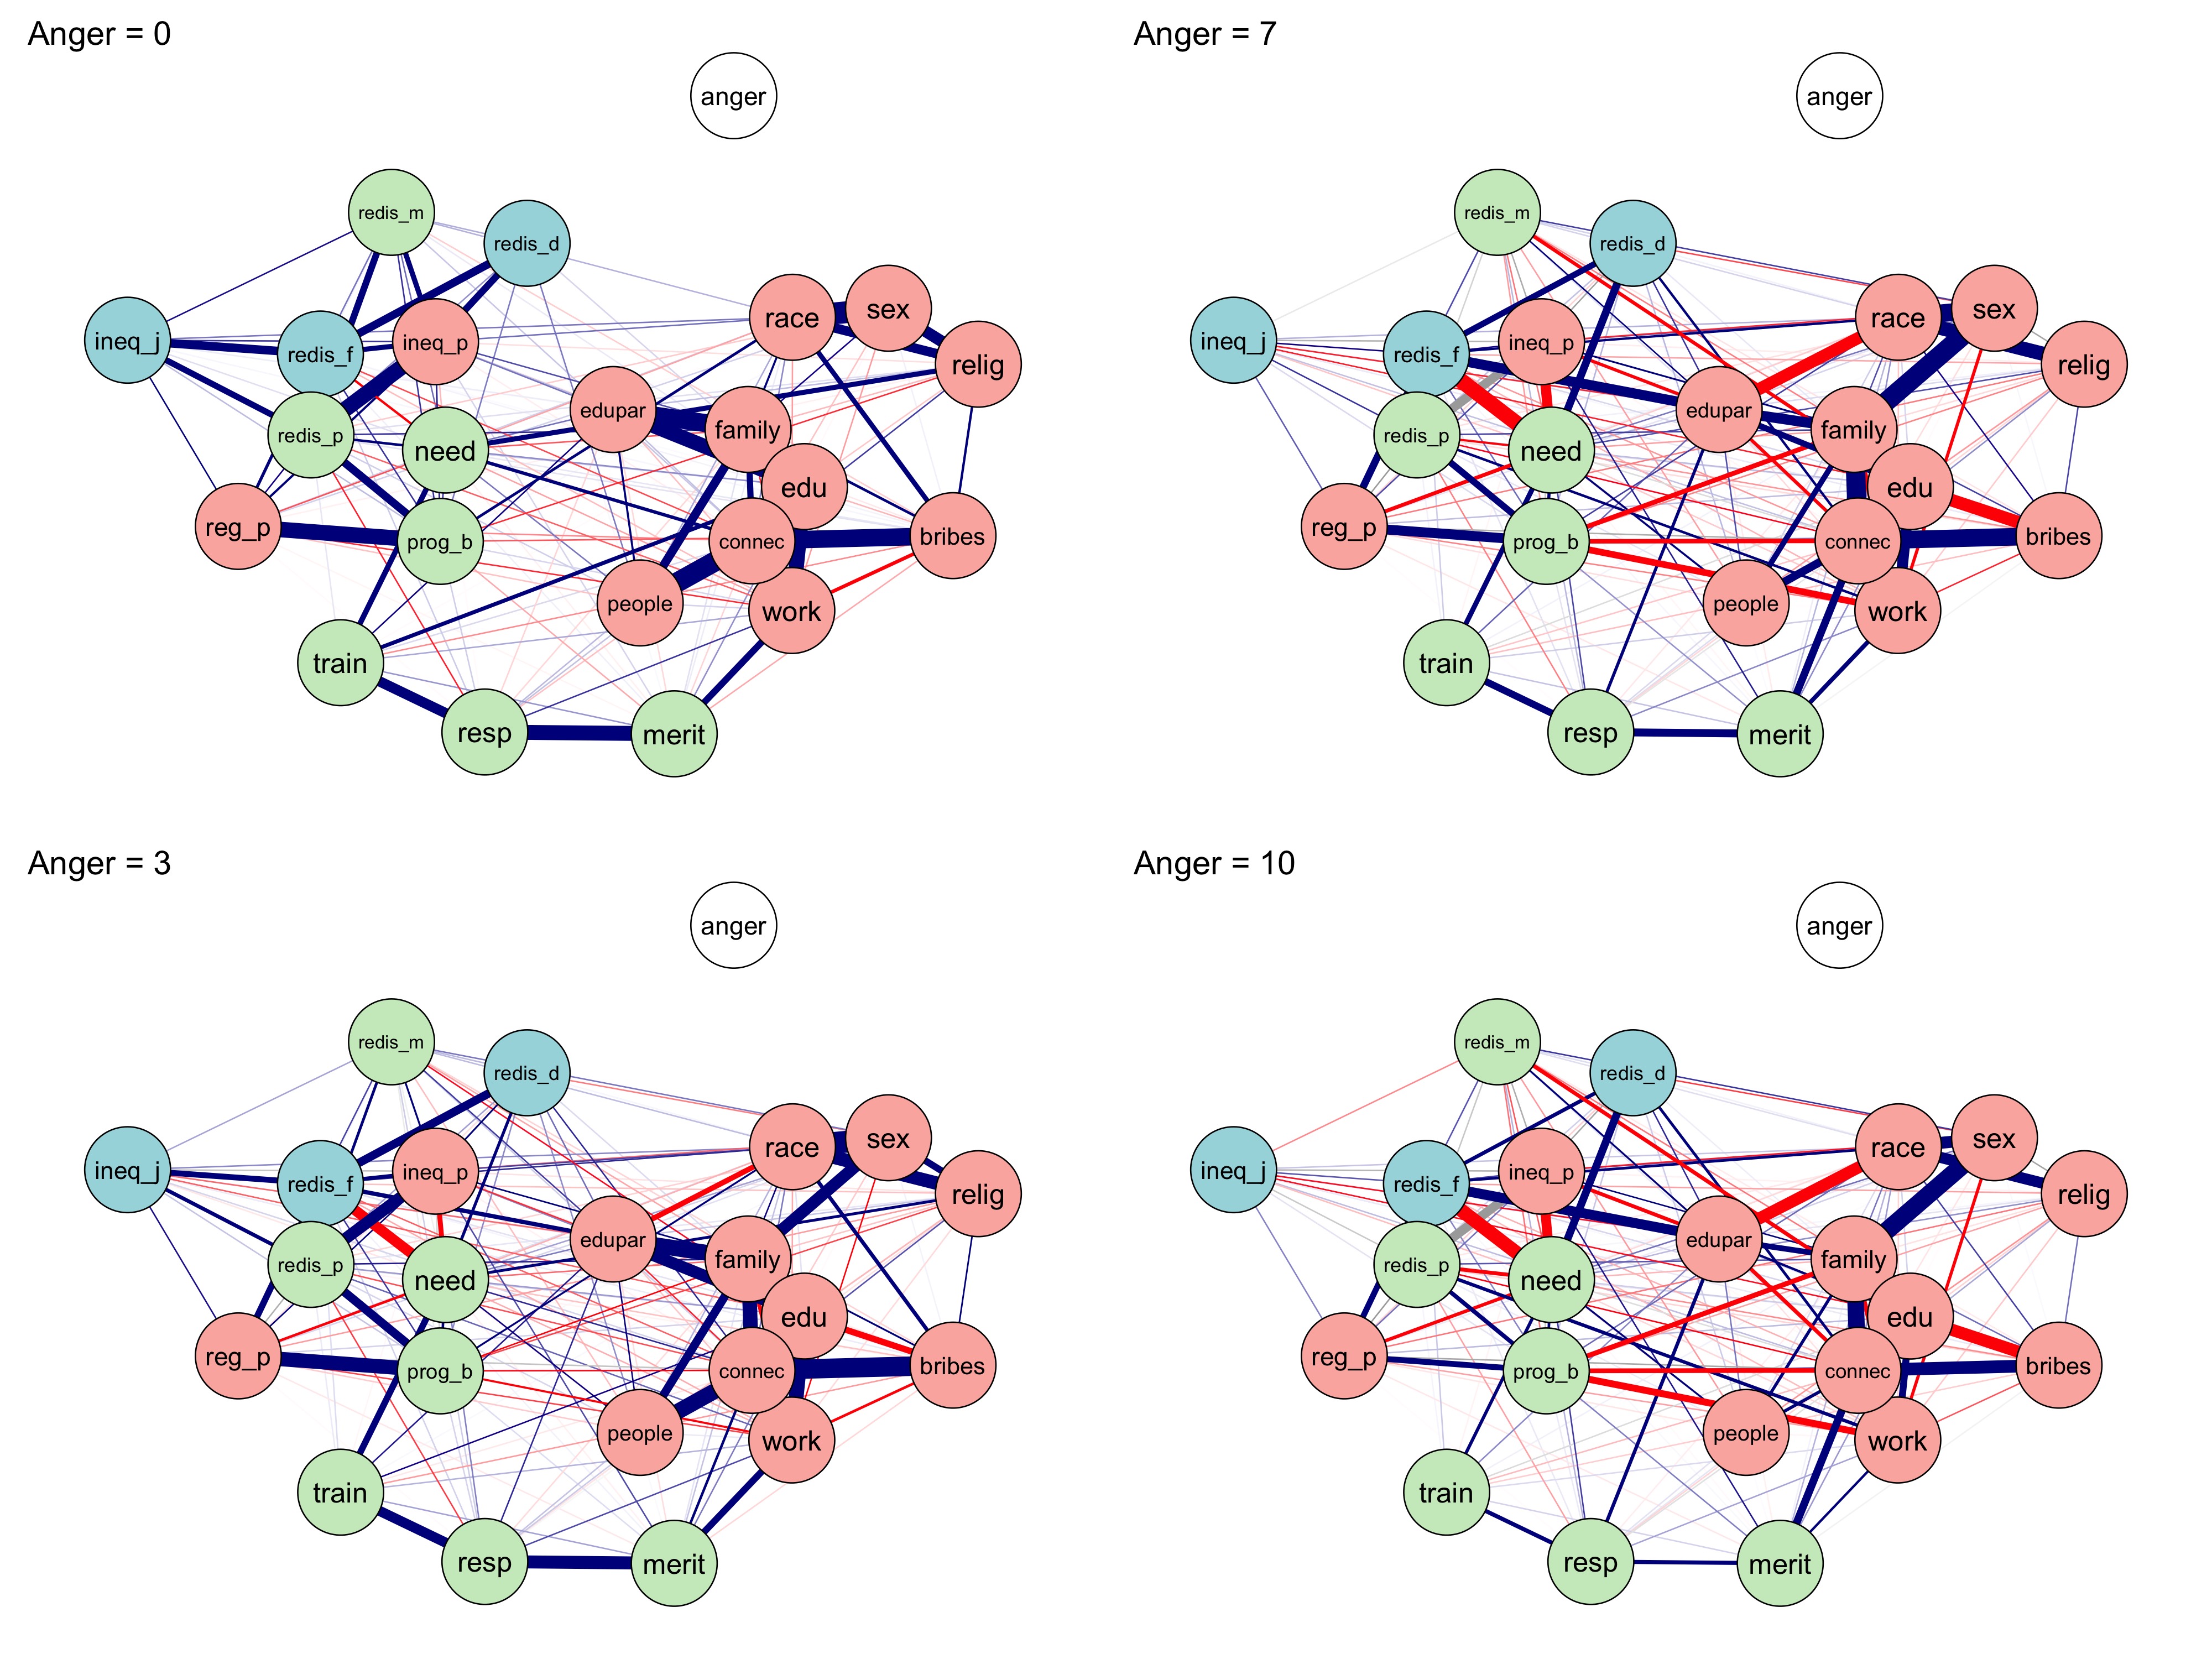 Anger = 0
anger
redis_m
redis_d
race
sex
ineq_j
redis_f
ineq_p
relig
edupar
family
redis_p
need
edu
reg_p
prog_b
connec
bribes
people
work
train
resp
merit
Anger = 7
anger
redis_m
redis_d
race
sex
ineq_j
redis_f
ineq_p
relig
edupar
family
redis_p
need
edu
reg_p
prog_b
connec
bribes
people
work
train
resp
merit
Anger = 3
anger
redis_m
redis_d
race
sex
ineq_j
redis_f
ineq_p
relig
edupar
family
redis_p
need
edu
reg_p
prog_b
connec
bribes
people
work
train
resp
merit
Anger = 10
anger
redis_m
redis_d
race
sex
ineq_j
redis_f
ineq_p
relig
edupar
family
redis_p
need
edu
reg_p
prog_b
connec
bribes
people
work
train
resp
merit